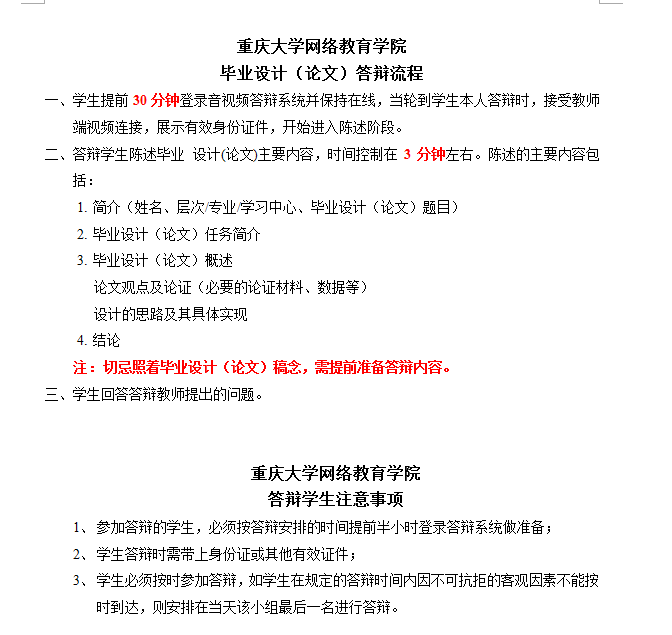 重庆大学网络教育学院
毕业设计（论文）答辩流程
一、学生提前 30 分钟登录音视频答辩系统并保持在线，当轮到学生本人答辩时，接受教师
端视频连接，展示有效身份证件，开始进入陈述阶段。
二、答辩学生陈述毕业 设计(论文)主要内容，时间控制在 3 分钟左右。陈述的主要内容包
括：
1. 简介（姓名、层次/专业/学习中心、毕业设计（论文）题目）
2. 毕业设计（论文）任务简介
3. 毕业设计（论文）概述
论文观点及论证（必要的论证材料、数据等）
设计的思路及其具体实现
4. 结论
注：切忌照着毕业设计（论文）稿念，需提前准备答辩内容。
三、学生回答答辩教师提出的问题。
重庆大学网络教育学院
答辩学生注意事项
1、 参加答辩的学生，必须按答辩安排的时间提前半小时登录答辩系统做准备；
2、 学生答辩时需带上身份证或其他有效证件；
3、 学生必须按时参加答辩，如学生在规定的答辩时间内因不可抗拒的客观因素不能按
时到达，则安排在当天该小组最后一名进行答辩。